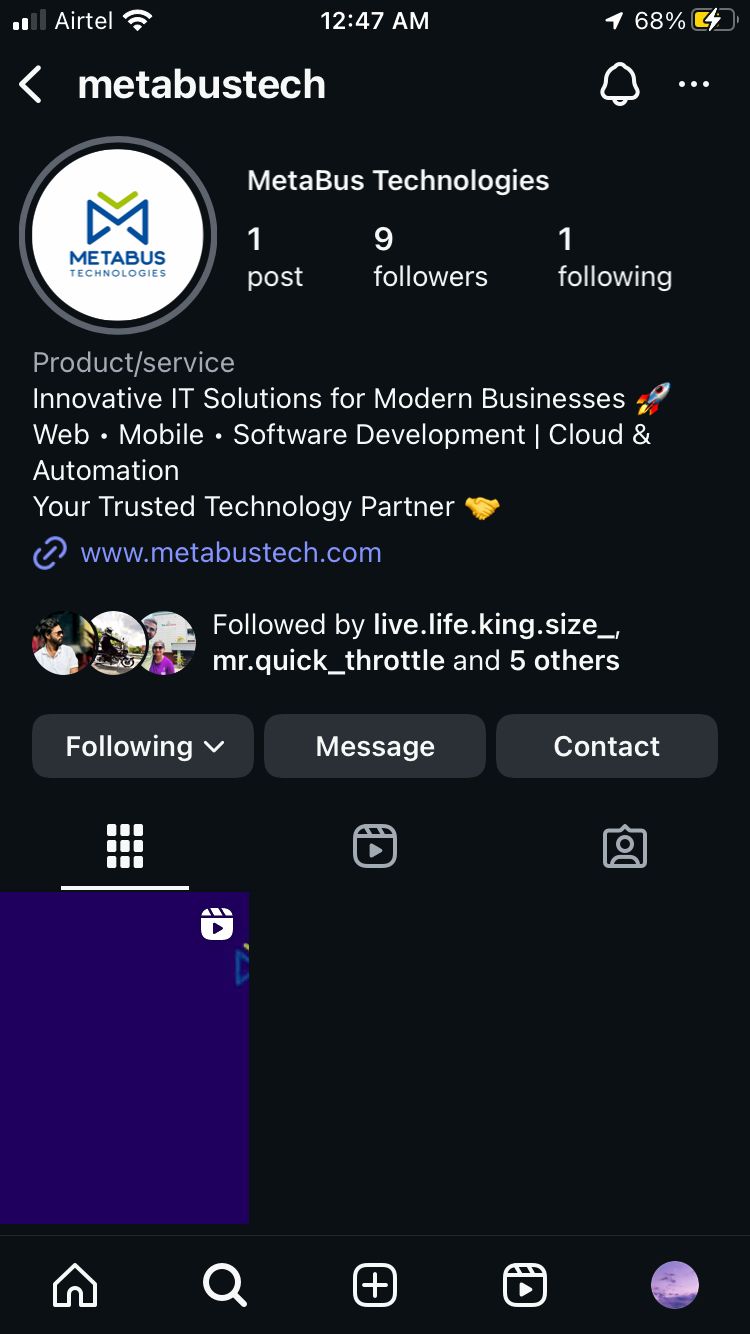 Airtel 12:47 AM 68%
metabustech
METABUS
TECHNOLOGIES
MetaBus Technologies
1 9 1
post followers following
Product/service
Innovative IT Solutions for Modern Businesses 🚀
Web • Mobile • Software Development | Cloud &
Automation
Your Trusted Technology Partner 🤝
www.metabustech.com
Followed by live.life.king.size_,
mr.quick_throttle and 5 others
Following Message Contact